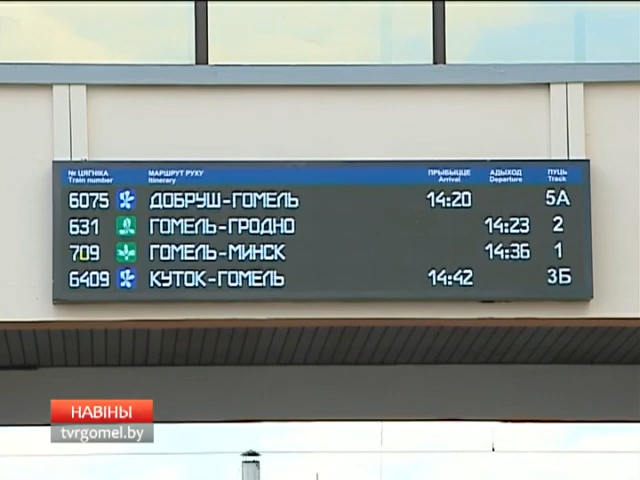 № ЦЯГНІКА МАРШРУТ РУХУ ПРЫБЫЦЦЕ АДЫХОД ПУЦЬ
Train number Itinerary Arrival Departure Track
6075 ДОБРУШ-ГОМЕЛЬ 14:20 5А
631 ГОМЕЛЬ-ГРОДНО 14:23 2
709 ГОМЕЛЬ-МИНСК 14:36 1
6409 КУТОК-ГОМЕЛЬ 14:42 3Б
НАВІНЫ
tvrgomel.by